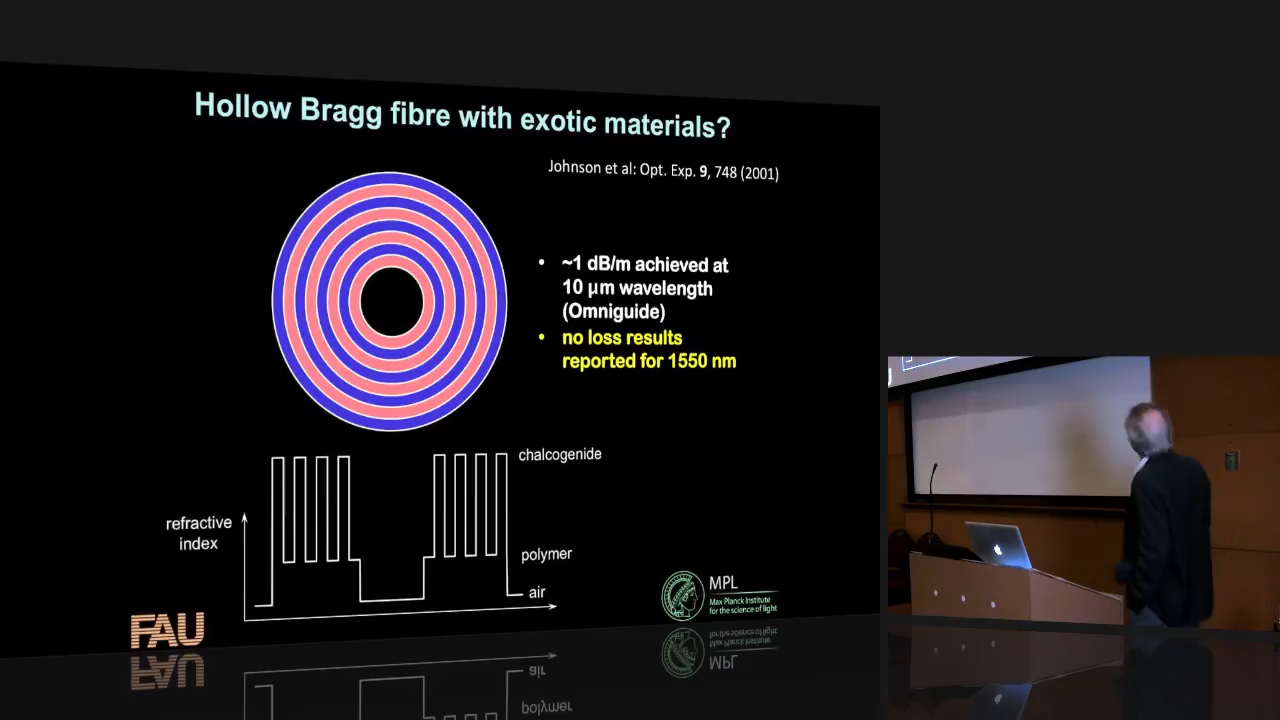 Hollow Bragg fibre with exotic materials?
Johnson et al: Opt. Exp. 9, 748 (2001)
• ~1 dB/m achieved at
10 µm wavelength
(Omniguide)
• no loss results
reported for 1550 nm
chalcogenide
refractive
index
polymer
air
FAU
MPL
Max Planck Institute
for the science of light